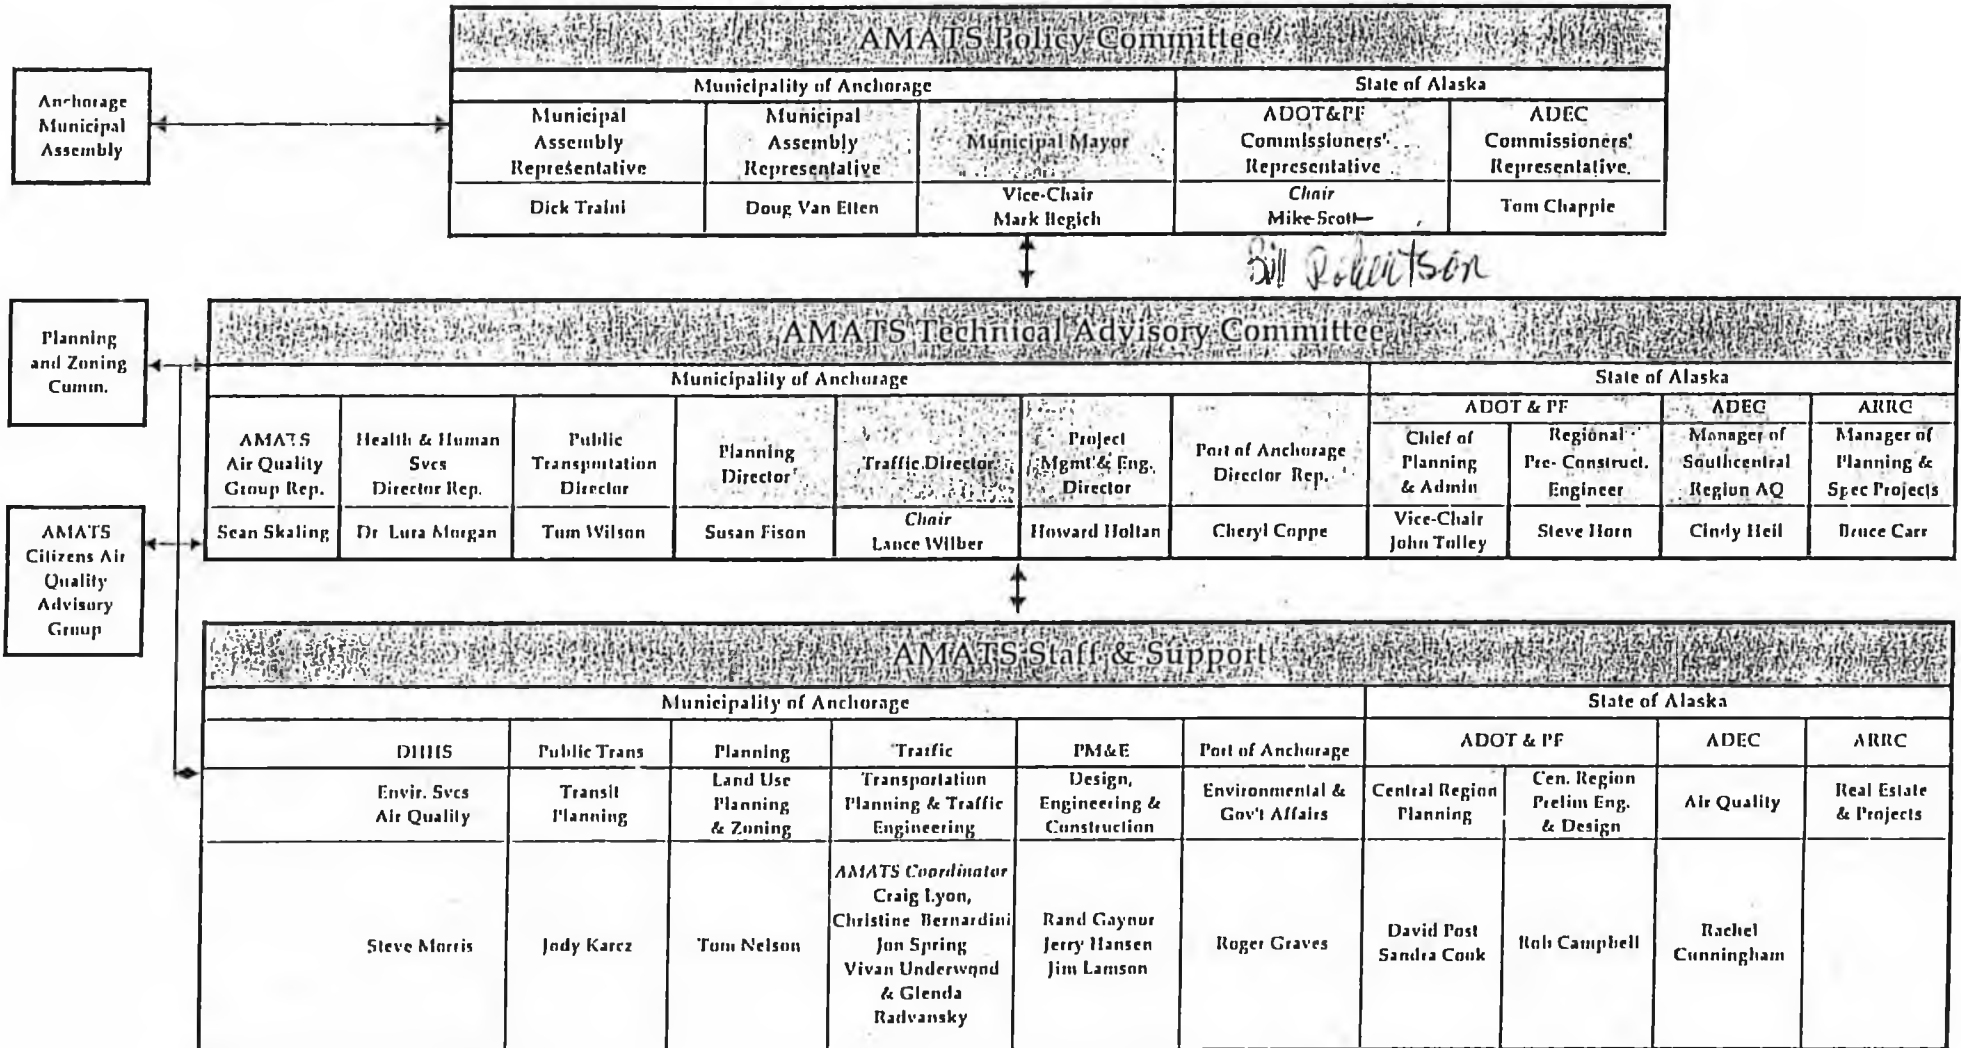 AMATS Policy Committee
Municipality of Anchorage
State of Alaska
Anchorage
Municipal
Assembly
Municipal
Assembly
Representative
Municipal
Assembly
Representative
Municipal Mayor
ADOT&PF
Commissioners'
Representative
ADEC
Commissioners'
Representative
Dick Traini
Doug Van Etten
Vice-Chair
Mark Begich
Chair
Mike Scott
Tom Chapple
Bill Robertson
Planning
and Zoning
Comm.
AMATS Technical Advisory Committee
Municipality of Anchorage
State of Alaska
ADOT & PF
ADEC
ARRC
AMATS
Air Quality
Group Rep.
Health & Human
Svcs
Director Rep.
Public
Transportation
Director
Planning
Director
Traffic Director
Project
Mgmt & Eng.
Director
Port of Anchorage
Director Rep.
Chief of
Planning
& Admin
Regional
Pre- Construct.
Engineer
Manager of
Southcentral
Region AQ
Manager of
Planning &
Spec Projects
Sean Skaling
Dr Lura Morgan
Tom Wilson
Susan Fison
Chair
Lance Wilber
Howard Holtan
Cheryl Coppe
Vice-Chair
John Tolley
Steve Horn
Cindy Heil
Bruce Carr
AMATS
Citizens Air
Quality
Advisory
Group
AMATS Staff & Support
Municipality of Anchorage
State of Alaska
DHHS
Public Trans
Planning
Traffic
PM&E
Port of Anchorage
ADOT & PF
ADEC
ARRC
Envir. Svcs
Air Quality
Transit
Planning
Land Use
Planning
& Zoning
Transportation
Planning & Traffic
Engineering
Design,
Engineering &
Construction
Environmental &
Gov't Affairs
Central Region
Planning
Cen. Region
Prelim Eng.
& Design
Air Quality
Real Estate
& Projects
Steve Morris
Jody Karcz
Tom Nelson
AMATS Coordinator
Craig Lyon,
Christine Bernardini
Jon Spring
Vivan Underwood
& Glenda
Radvansky
Rand Gaynor
Jerry Hansen
Jim Lamson
Roger Graves
David Post
Sandra Cook
Rob Campbell
Rachel
Cunningham